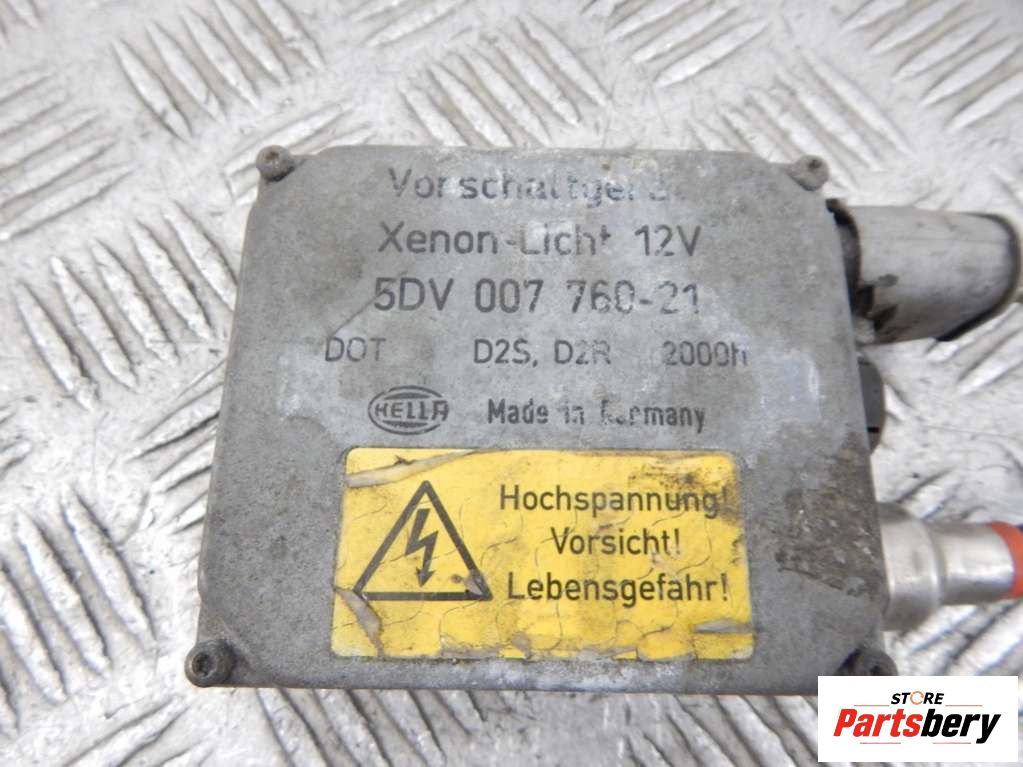 Vorschaltgerä
Xenon-Licht 12V
5DV 007 760-21
DOT D2S, D2R 2000h
HELLA Made in Germany
Hochspannung!
Vorsicht!
Lebensgefahr!
STORE
Partsbery